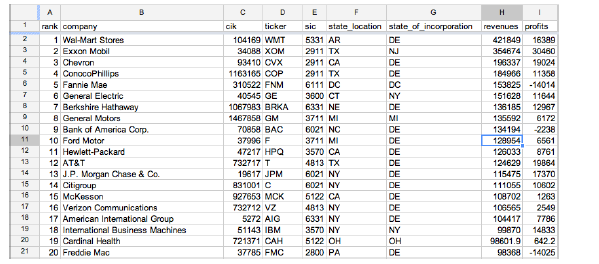 A B C D E F G H I
1 rank company cik ticker sic state_location state_of_incorporation revenues profits
2 1 Wal-Mart Stores 104169 WMT 5331 AR DE 421849 16389
3 2 Exxon Mobil 34088 XOM 2911 TX NJ 354674 30460
4 3 Chevron 93410 CVX 2911 CA DE 196337 19024
5 4 ConocoPhillips 1163165 COP 2911 TX DE 184966 11358
6 5 Fannie Mae 310522 FNM 6111 DC DC 153825 -14014
7 6 General Electric 40545 GE 3600 CT NY 151628 11644
8 7 Berkshire Hathaway 1067983 BRKA 6331 NE DE 136185 12967
9 8 General Motors 1467858 GM 3711 MI MI 135592 6172
10 9 Bank of America Corp. 70858 BAC 6021 NC DE 134194 -2238
11 10 Ford Motor 37996 F 3711 MI DE 128954 6561
12 11 Hewlett-Packard 47217 HPQ 3570 CA DE 126033 8761
13 12 AT&T 732717 T 4813 TX DE 124629 19864
14 13 J.P. Morgan Chase & Co. 19617 JPM 6021 NY DE 115475 17370
15 14 Citigroup 831001 C 6021 NY DE 111055 10602
16 15 McKesson 927653 MCK 5122 CA DE 108702 1263
17 16 Verizon Communications 732712 VZ 4813 NY DE 106565 2549
18 17 American International Group 5272 AIG 6331 NY DE 104417 7786
19 18 International Business Machines 51143 IBM 3570 NY NY 99870 14833
20 19 Cardinal Health 721371 CAH 5122 OH OH 98601.9 642.2
21 20 Freddie Mac 37785 FMC 2800 PA DE 98368 -14025